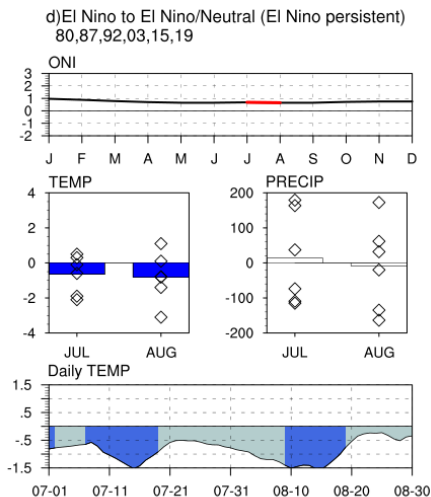 d)El Nino to El Nino/Neutral (El Nino persistent)
80,87,92,03,15,19
ONI
3
2
1
0
-1
-2
J F M A M J J A S O N D
TEMP
4
2
0
-2
-4
JUL AUG
PRECIP
200
100
0
-100
-200
JUL AUG
Daily TEMP
1.5
.5
-.5
-1.5
07-01 07-11 07-21 07-31 08-10 08-20 08-30